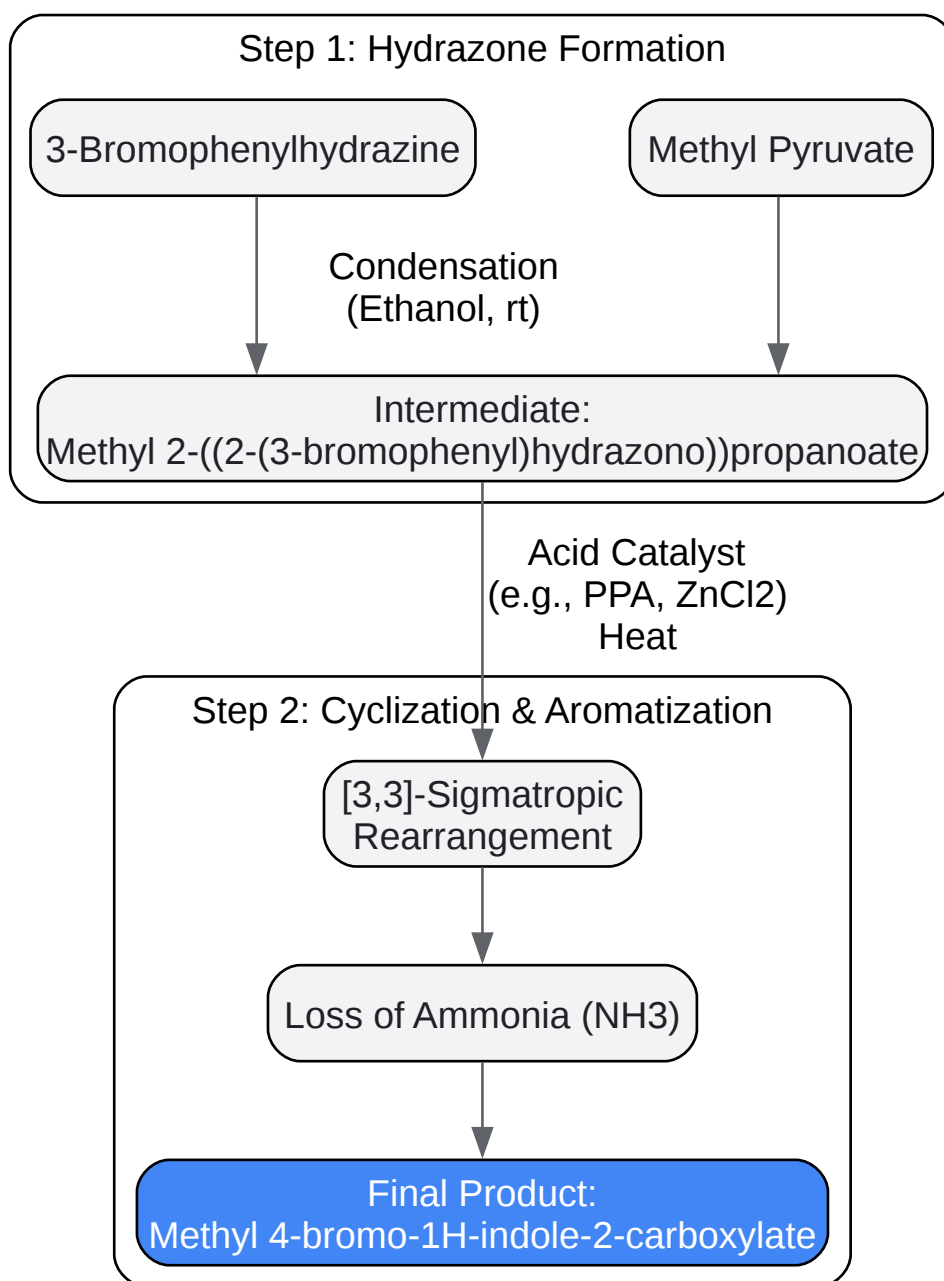 Step 1: Hydrazone Formation
3-Bromophenylhydrazine
Methyl Pyruvate
Condensation
(Ethanol, rt)
Intermediate:
Methyl 2-((2-(3-bromophenyl)hydrazono))propanoate
Acid Catalyst
(e.g., PPA, ZnCl2)
Heat
Step 2: Cyclization & Aromatization
[3,3]-Sigmatropic
Rearrangement
Loss of Ammonia (NH3)
Final Product:
Methyl 4-bromo-1H-indole-2-carboxylate